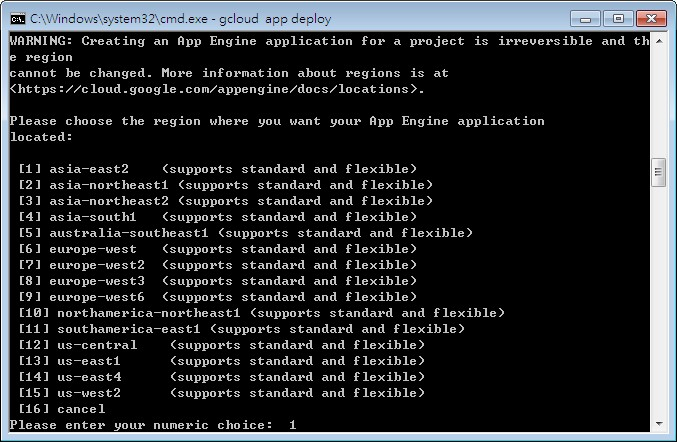 C:\Windows\system32\cmd.exe - gcloud  app deploy
WARNING: Creating an App Engine application for a project is irreversible and th
e region
cannot be changed. More information about regions is at
<https://cloud.google.com/appengine/docs/locations>.
Please choose the region where you want your App Engine application
located:
[1] asia-east2    (supports standard and flexible)
[2] asia-northeast1 (supports standard and flexible)
[3] asia-northeast2 (supports standard and flexible)
[4] asia-south1   (supports standard and flexible)
[5] australia-southeast1 (supports standard and flexible)
[6] europe-west   (supports standard and flexible)
[7] europe-west2  (supports standard and flexible)
[8] europe-west3  (supports standard and flexible)
[9] europe-west6  (supports standard and flexible)
[10] northamerica-northeast1 (supports standard and flexible)
[11] southamerica-east1 (supports standard and flexible)
[12] us-central    (supports standard and flexible)
[13] us-east1      (supports standard and flexible)
[14] us-east4      (supports standard and flexible)
[15] us-west2      (supports standard and flexible)
[16] cancel
Please enter your numeric choice:  1